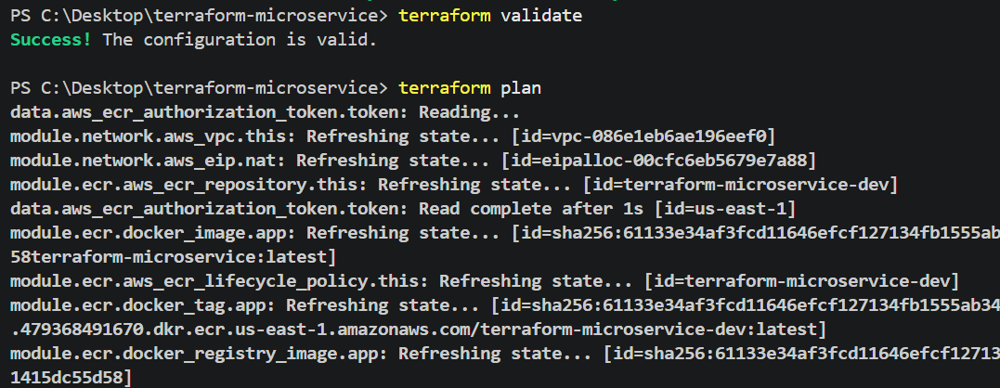 PS C:\Desktop\terraform-microservice> terraform validate
Success! The configuration is valid.
PS C:\Desktop\terraform-microservice> terraform plan
data.aws_ecr_authorization_token.token: Reading...
module.network.aws_vpc.this: Refreshing state... [id=vpc-086e1eb6ae196eef0]
module.network.aws_eip.nat: Refreshing state... [id=eipalloc-00cfc6eb5679e7a88]
module.ecr.aws_ecr_repository.this: Refreshing state... [id=terraform-microservice-dev]
data.aws_ecr_authorization_token.token: Read complete after 1s [id=us-east-1]
module.ecr.docker_image.app: Refreshing state... [id=sha256:61133e34af3fcd11646efcf127134fb1555ab
58terraform-microservice:latest]
module.ecr.aws_ecr_lifecycle_policy.this: Refreshing state... [id=terraform-microservice-dev]
module.ecr.docker_tag.app: Refreshing state... [id=sha256:61133e34af3fcd11646efcf127134fb1555ab34
.479368491670.dkr.ecr.us-east-1.amazonaws.com/terraform-microservice-dev:latest]
module.ecr.docker_registry_image.app: Refreshing state... [id=sha256:61133e34af3fcd11646efcf12713
1415dc55d58]